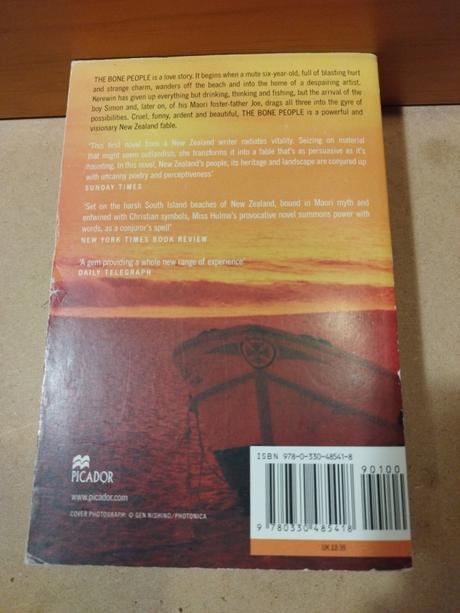 THE BONE PEOPLE is a love story. It begins when a mute six-year-old, full of blasting hurt
and strange charm, wanders off the beach and into the home of a despairing artist.
Kerewin has given up everything but drinking, thinking and fishing, but the arrival of the
boy Simon and, later on, of his Maori foster-father Joe, drags all three into the gyre of
possibilities. Cruel, funny, ardent and beautiful, THE BONE PEOPLE is a powerful and
visionary New Zealand fable.
'This first novel from a New Zealand writer radiates vitality. Seizing on material
that might seem outlandish, she transforms it into a fable that's as persuasive as it's
haunting. In this novel, New Zealand's people, its heritage and landscape are conjured up
with uncanny poetry and perceptiveness'
SUNDAY TIMES
'Set on the harsh South Island beaches of New Zealand, bound in Maori myth and
entwined with Christian symbols, Miss Hulme's provocative novel summons power with
words, as a conjuror's spell'
NEW YORK TIMES BOOK REVIEW
'A gem providing a whole new range of experience'
DAILY TELEGRAPH
ISBN 978-0-330-48541-8
90100
PICADOR
www.picador.com
COVER PHOTOGRAPH: © GEN NISHINO/PHOTONICA
9 780330 485418
UK